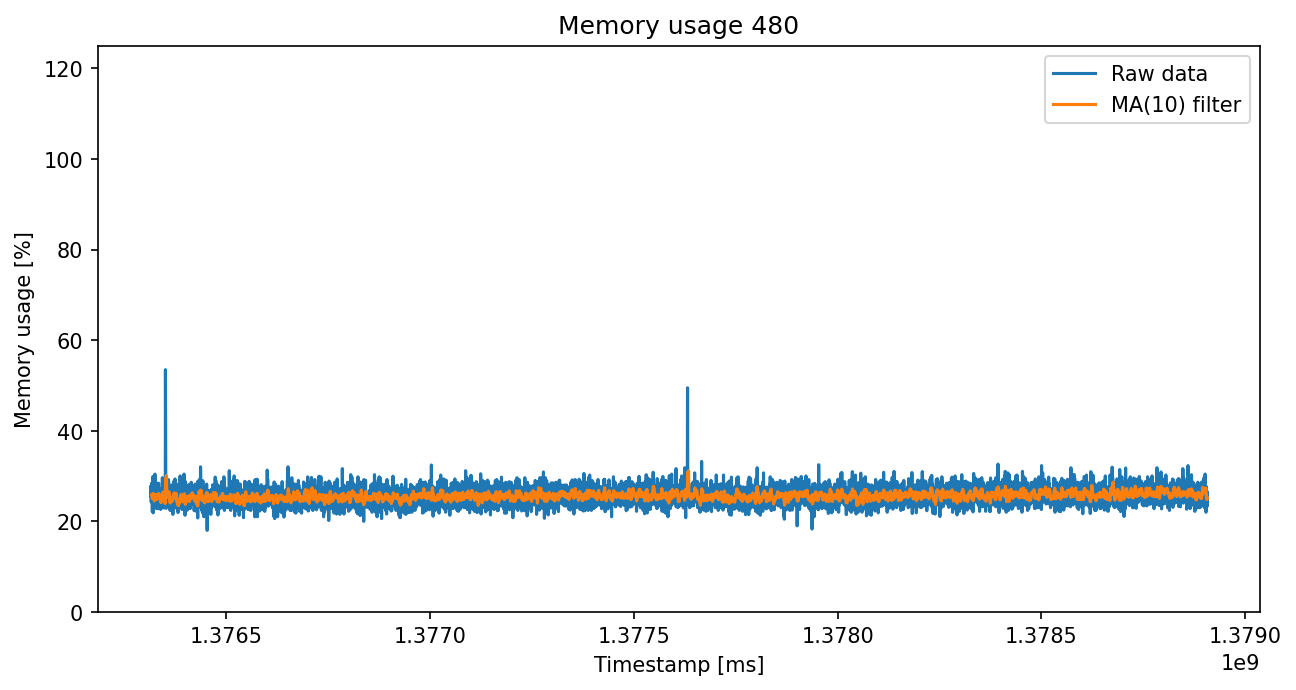 Memory usage 480
Raw data
MA(10) filter
Memory usage [%]
120
100
80
60
40
20
0
1.3765 1.3770 1.3775 1.3780 1.3785 1.3790
1e9
Timestamp [ms]